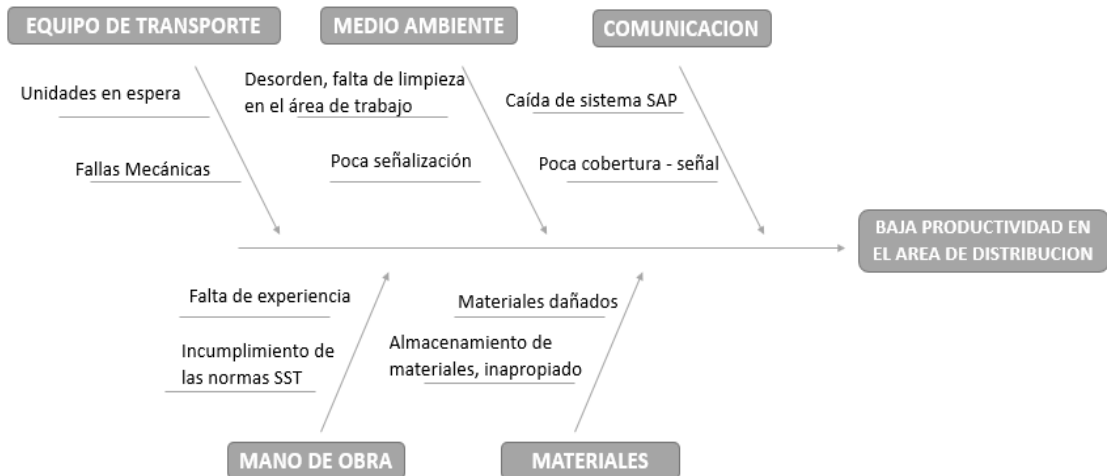 EQUIPO DE TRANSPORTE
MEDIO AMBIENTE
COMUNICACION
Unidades en espera
Fallas Mecánicas
Desorden, falta de limpieza
en el área de trabajo
Poca señalización
Caída de sistema SAP
Poca cobertura - señal
BAJA PRODUCTIVIDAD EN
EL AREA DE DISTRIBUCION
Falta de experiencia
Incumplimiento de
las normas SST
Materiales dañados
Almacenamiento de
materiales, inapropiado
MANO DE OBRA
MATERIALES